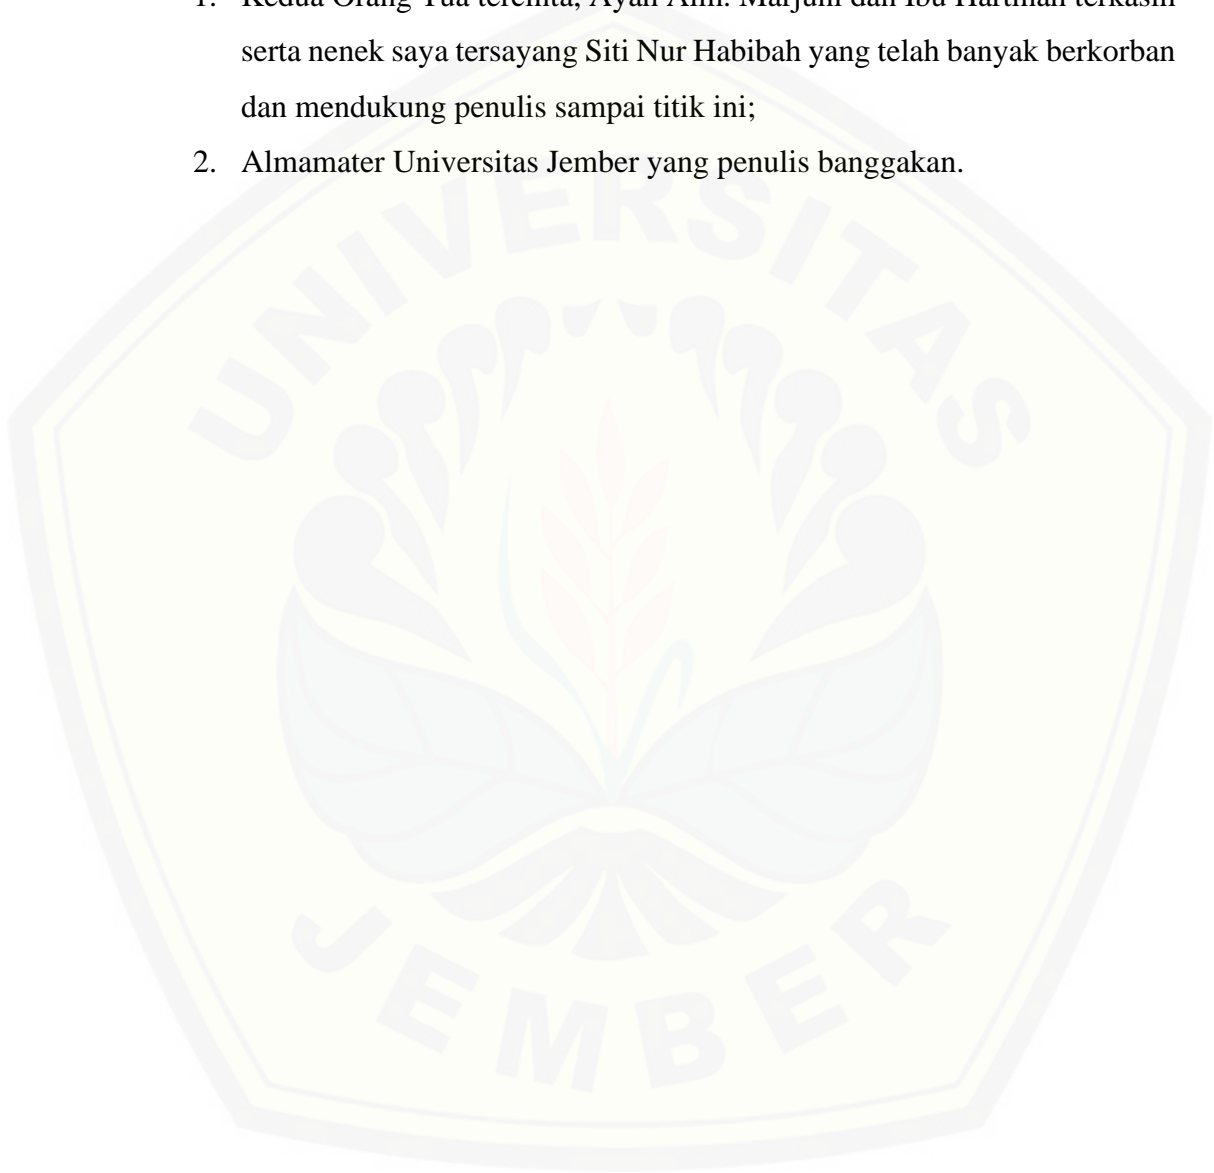 1. Kedua Orang Tua tercinta, Ayah Alm. Marjuni dan Ibu Hartinah terkasih
serta nenek saya tersayang Siti Nur Habibah yang telah banyak berkorban
dan mendukung penulis sampai titik ini;
2. Almamater Universitas Jember yang penulis banggakan.
UNIVERSITAS
JEMBER